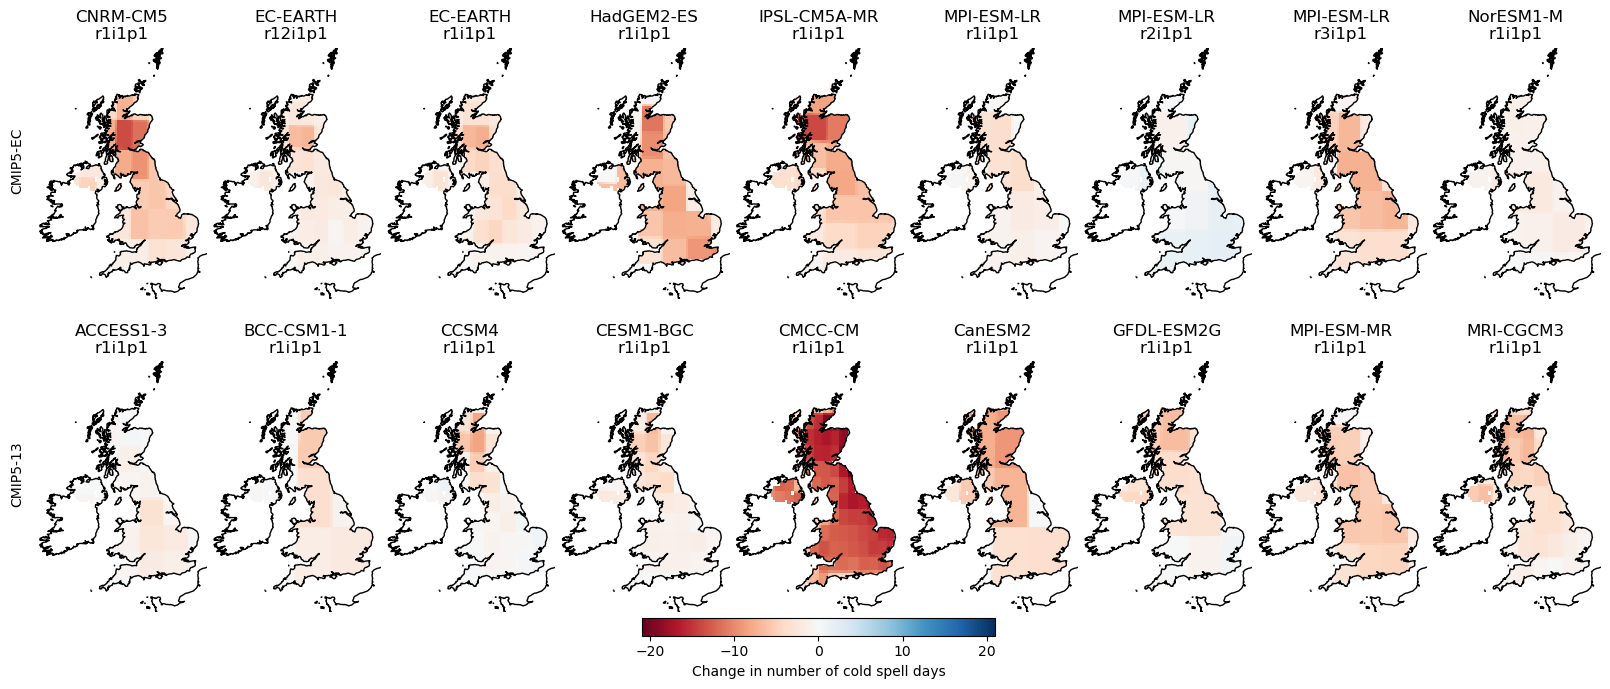 CNRM-CM5 EC-EARTH EC-EARTH HadGEM2-ES IPSL-CM5A-MR MPI-ESM-LR MPI-ESM-LR MPI-ESM-LR NorESM1-M
r1i1p1 r12i1p1 r1i1p1 r1i1p1 r1i1p1 r1i1p1 r2i1p1 r3i1p1 r1i1p1
CMIP5-EC
ACCESS1-3 BCC-CSM1-1 CCSM4 CESM1-BGC CMCC-CM CanESM2 GFDL-ESM2G MPI-ESM-MR MRI-CGCM3
r1i1p1 r1i1p1 r1i1p1 r1i1p1 r1i1p1 r1i1p1 r1i1p1 r1i1p1 r1i1p1
CMIP5-13
−20 −10 0 10 20
Change in number of cold spell days